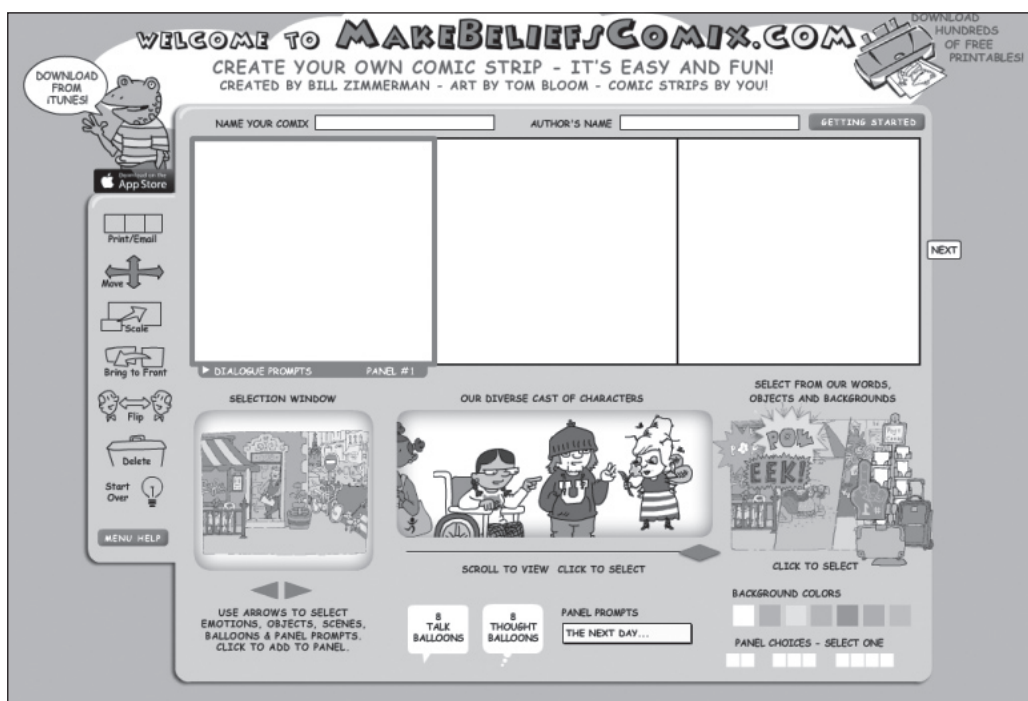 WELCOME TO MAKEBELIEFSCOMIX.COM
CREATE YOUR OWN COMIC STRIP - IT'S EASY AND FUN!
CREATED BY BILL ZIMMERMAN - ART BY TOM BLOOM - COMIC STRIPS BY YOU!
DOWNLOAD
HUNDREDS
OF FREE
PRINTABLES!
DOWNLOAD
FROM
iTUNES!
Download on the
App Store
NAME YOUR COMIX
AUTHOR'S NAME
GETTING STARTED
Print/Email
Move
Scale
Bring to Front
Flip
Delete
Start
Over
MENU HELP
NEXT
DIALOGUE PROMPTS
PANEL #1
SELECTION WINDOW
OUR DIVERSE CAST OF CHARACTERS
SELECT FROM OUR WORDS,
OBJECTS AND BACKGROUNDS
POW
EEK!
SCROLL TO VIEW CLICK TO SELECT
CLICK TO SELECT
USE ARROWS TO SELECT
EMOTIONS, OBJECTS, SCENES,
BALLOONS & PANEL PROMPTS.
CLICK TO ADD TO PANEL.
8
TALK
BALLOONS
8
THOUGHT
BALLOONS
PANEL PROMPTS
THE NEXT DAY...
BACKGROUND COLORS
PANEL CHOICES - SELECT ONE